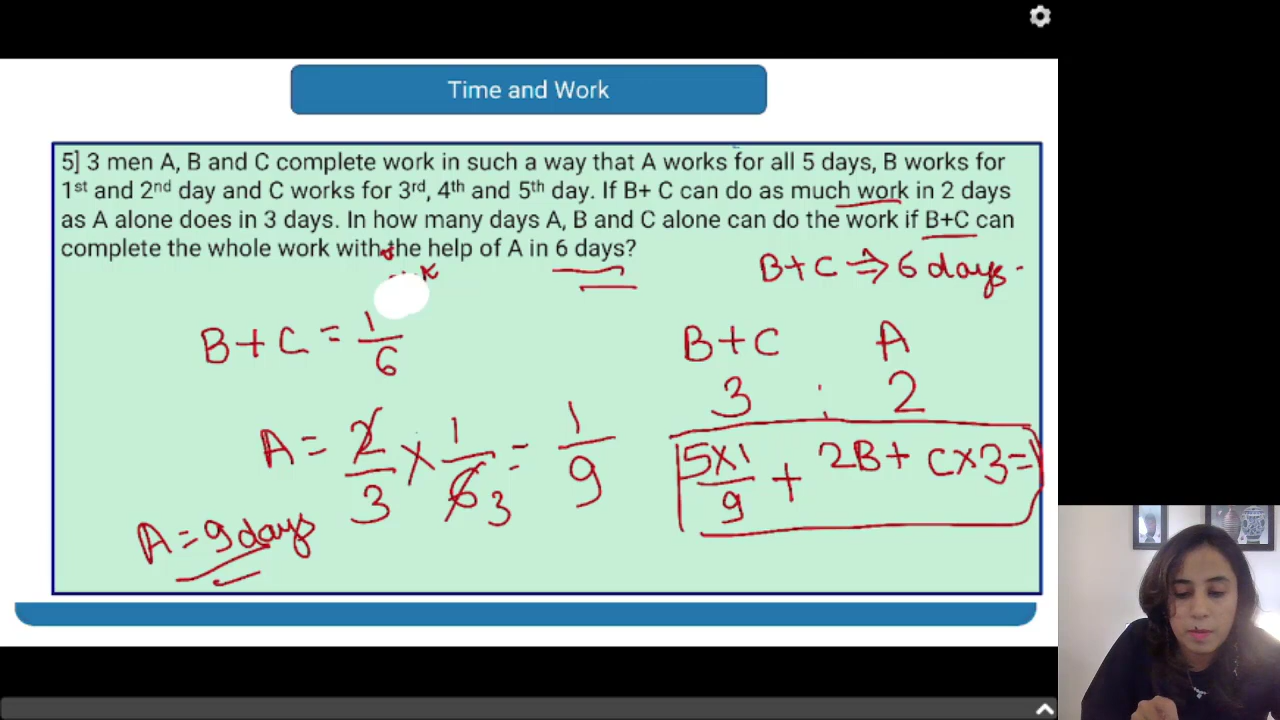 Time and Work
5] 3 men A, B and C complete work in such a way that A works for all 5 days, B works for
1st and 2nd day and C works for 3rd, 4th and 5th day. If B+ C can do as much work in 2 days
as A alone does in 3 days. In how many days A, B and C alone can do the work if B+C can
complete the whole work with the help of A in 6 days?
B+C ⇒ 6 days.
B+C = 1/6
B+C A
3 : 2
A = 2/3 × 1/6 3 = 1/9
5×1/9 + 2B + C×3 = 1
A = 9 days